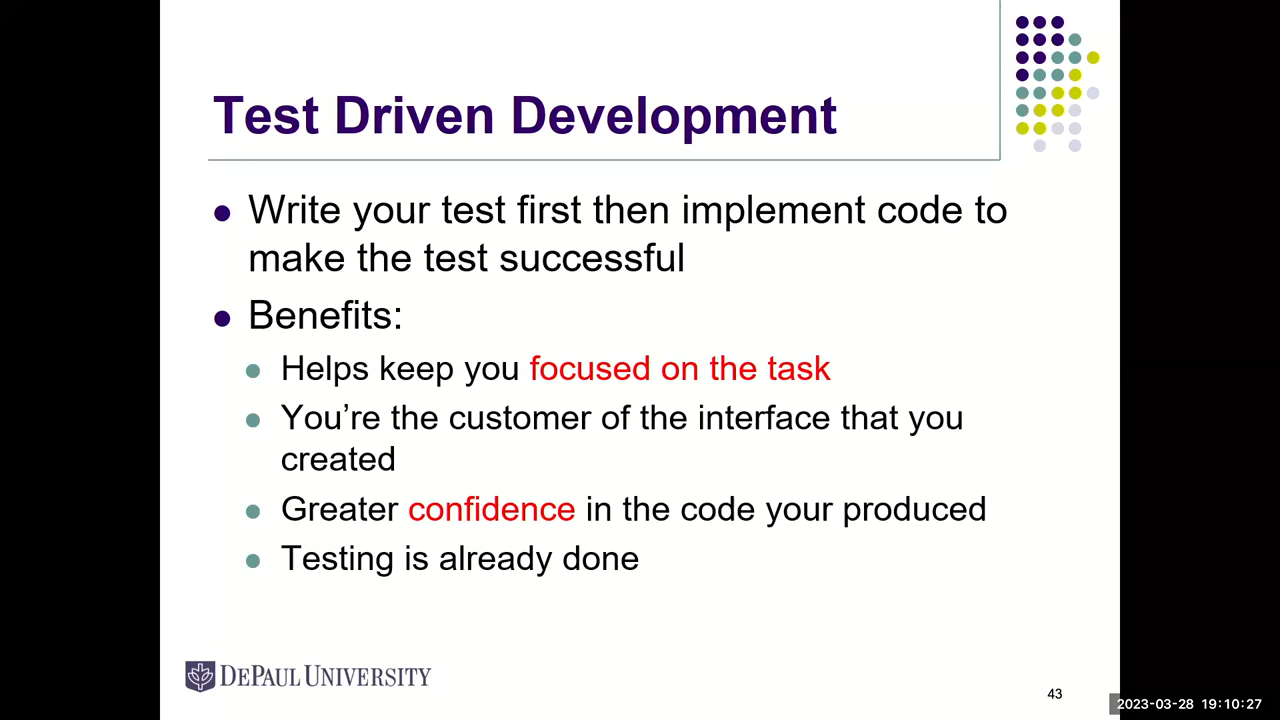 Test Driven Development
Write your test first then implement code to
make the test successful
Benefits:
Helps keep you focused on the task
You’re the customer of the interface that you
created
Greater confidence in the code your produced
Testing is already done
DEPAUL UNIVERSITY
43
2023-03-28 19:10:27